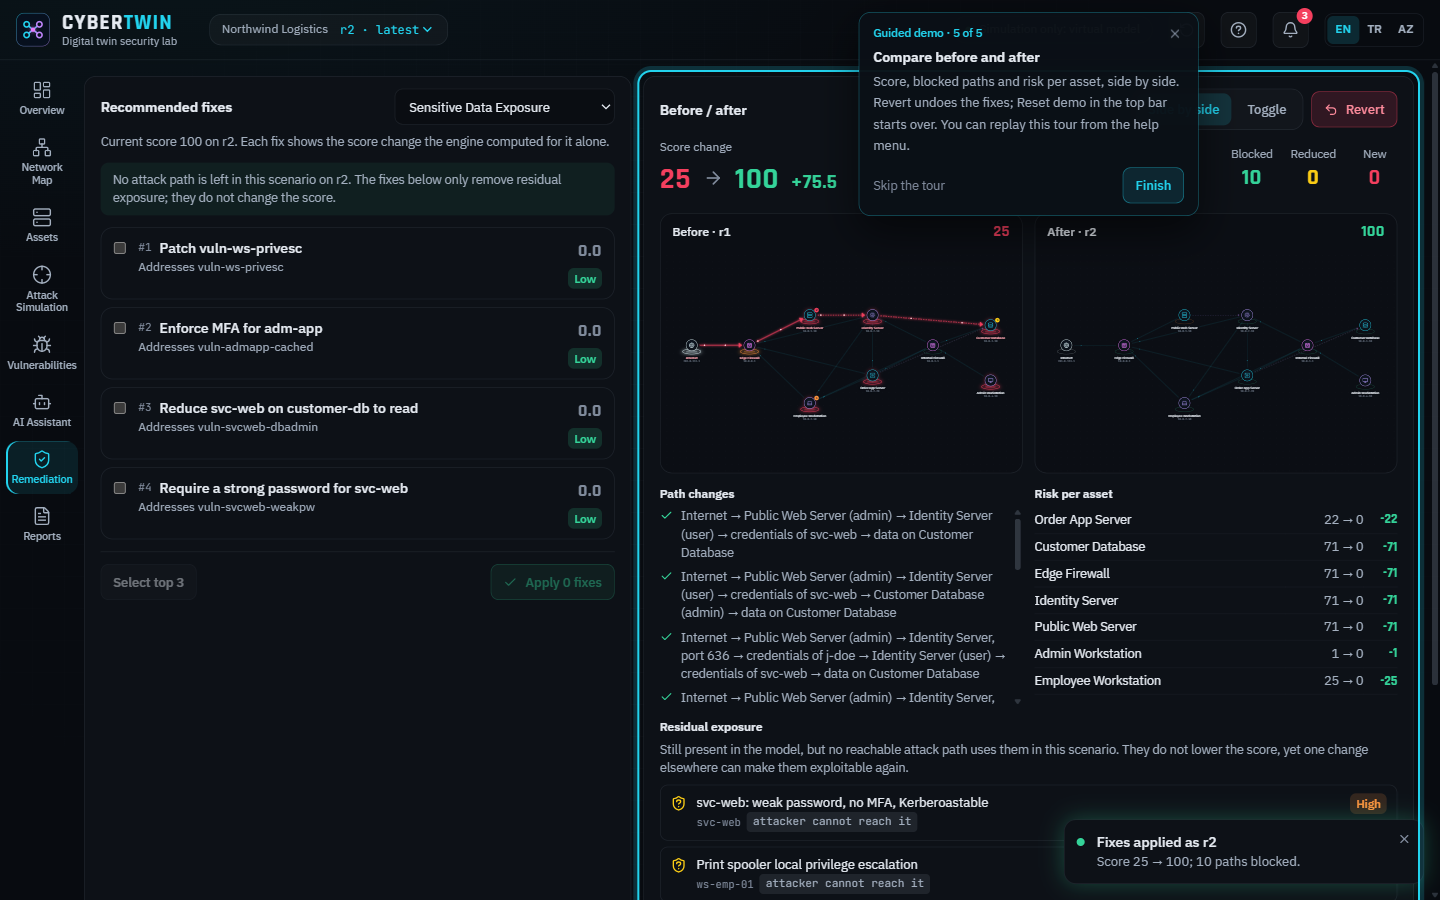 CYBERTWIN
Digital twin security lab
Northwind Logistics r2 · latest
3
EN TR AZ
Guided demo · 5 of 5
Compare before and after
Score, blocked paths and risk per asset, side by side.
Revert undoes the fixes; Reset demo in the top bar
starts over. You can replay this tour from the help
menu.
Skip the tour
Finish
Overview
Network
Map
Assets
Attack
Simulation
Vulnerabilities
AI Assistant
Remediation
Reports
Recommended fixes
Sensitive Data Exposure
Current score 100 on r2. Each fix shows the score change the engine computed for it alone.
No attack path is left in this scenario on r2. The fixes below only remove residual
exposure; they do not change the score.
#1 Patch vuln-ws-privesc 0.0
Addresses vuln-ws-privesc
Low
#2 Enforce MFA for adm-app 0.0
Addresses vuln-admapp-cached
Low
#3 Reduce svc-web on customer-db to read 0.0
Addresses vuln-svcweb-dbadmin
Low
#4 Require a strong password for svc-web 0.0
Addresses vuln-svcweb-weakpw
Low
Select top 3
Apply 0 fixes
Before / after
side Toggle Revert
Score change
25 → 100 +75.5
Blocked Reduced New
10 0 0
Before · r1 25
After · r2 100
Path changes
Internet → Public Web Server (admin) → Identity Server
(user) → credentials of svc-web → data on Customer
Database
Internet → Public Web Server (admin) → Identity Server
(user) → credentials of svc-web → Customer Database
(admin) → data on Customer Database
Internet → Public Web Server (admin) → Identity Server,
port 636 → credentials of j-doe → Identity Server (user) →
credentials of svc-web → data on Customer Database
Internet → Public Web Server (admin) → Identity Server,
Risk per asset
Order App Server 22 → 0 -22
Customer Database 71 → 0 -71
Edge Firewall 71 → 0 -71
Identity Server 71 → 0 -71
Public Web Server 71 → 0 -71
Admin Workstation 1 → 0 -1
Employee Workstation 25 → 0 -25
Residual exposure
Still present in the model, but no reachable attack path uses them in this scenario. They do not lower the score, yet one change
elsewhere can make them exploitable again.
svc-web: weak password, no MFA, Kerberoastable High
svc-web attacker cannot reach it
Print spooler local privilege escalation
ws-emp-01 attacker cannot reach it
Fixes applied as r2
Score 25 → 100; 10 paths blocked.